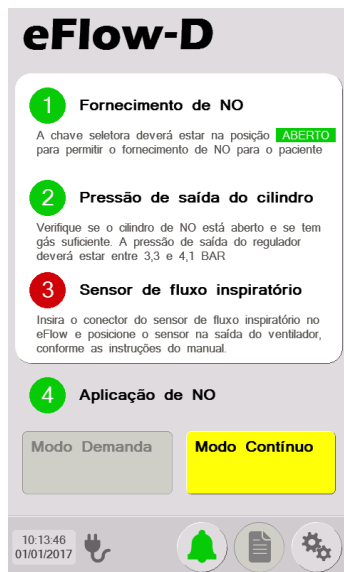 eFlow-D
1 Fornecimento de NO
A chave seletora deverá estar na posição ABERTO
para permitir o fornecimento de NO para o paciente
2 Pressão de saída do cilindro
Verifique se o cilindro de NO está aberto e se tem
gás suficiente. A pressão de saída do regulador
deverá estar entre 3,3 e 4,1 BAR
3 Sensor de fluxo inspiratório
Insira o conector do sensor de fluxo inspiratório no
eFlow e posicione o sensor na saída do ventilador,
conforme as instruções do manual.
4 Aplicação de NO
Modo Demanda
Modo Contínuo
10:13:46
01/01/2017